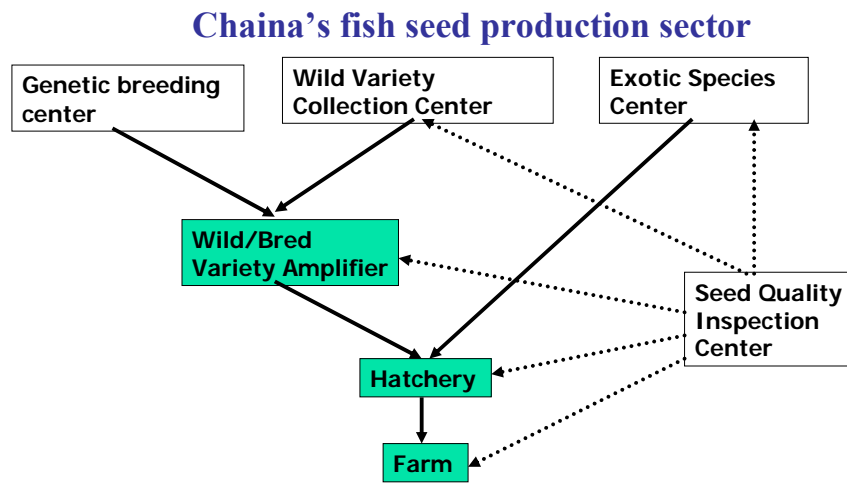 Chaina's fish seed production sector
Genetic breeding
center
Wild Variety
Collection Center
Exotic Species
Center
Wild/Bred
Variety Amplifier
Seed Quality
Inspection
Center
Hatchery
Farm